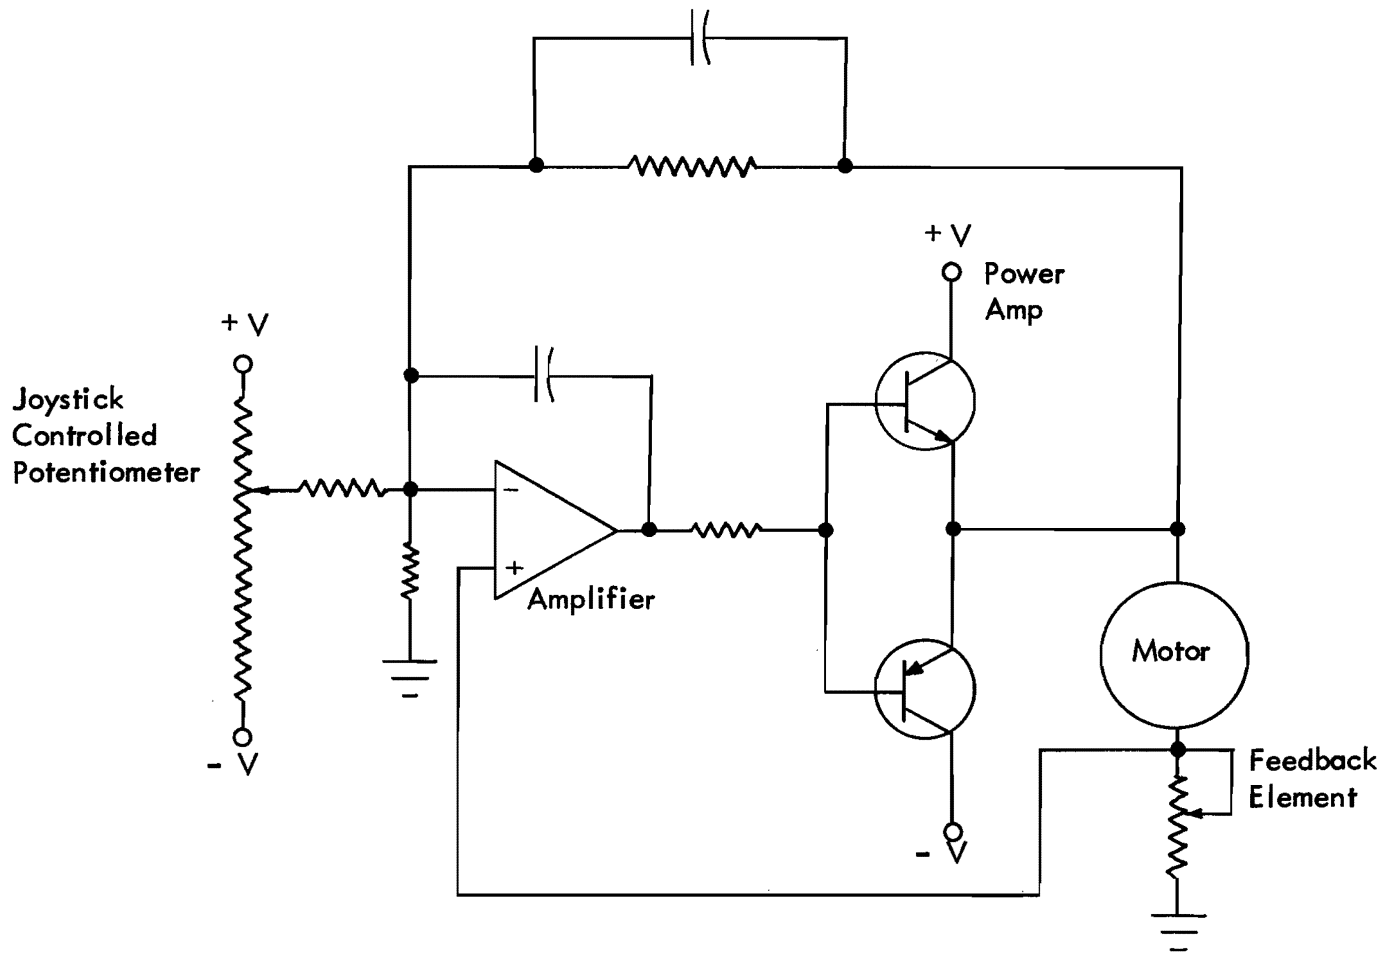 + V
Power
Amp
+ V
Joystick
Controlled
Potentiometer
-
+
Amplifier
Motor
- V
Feedback
Element
- V